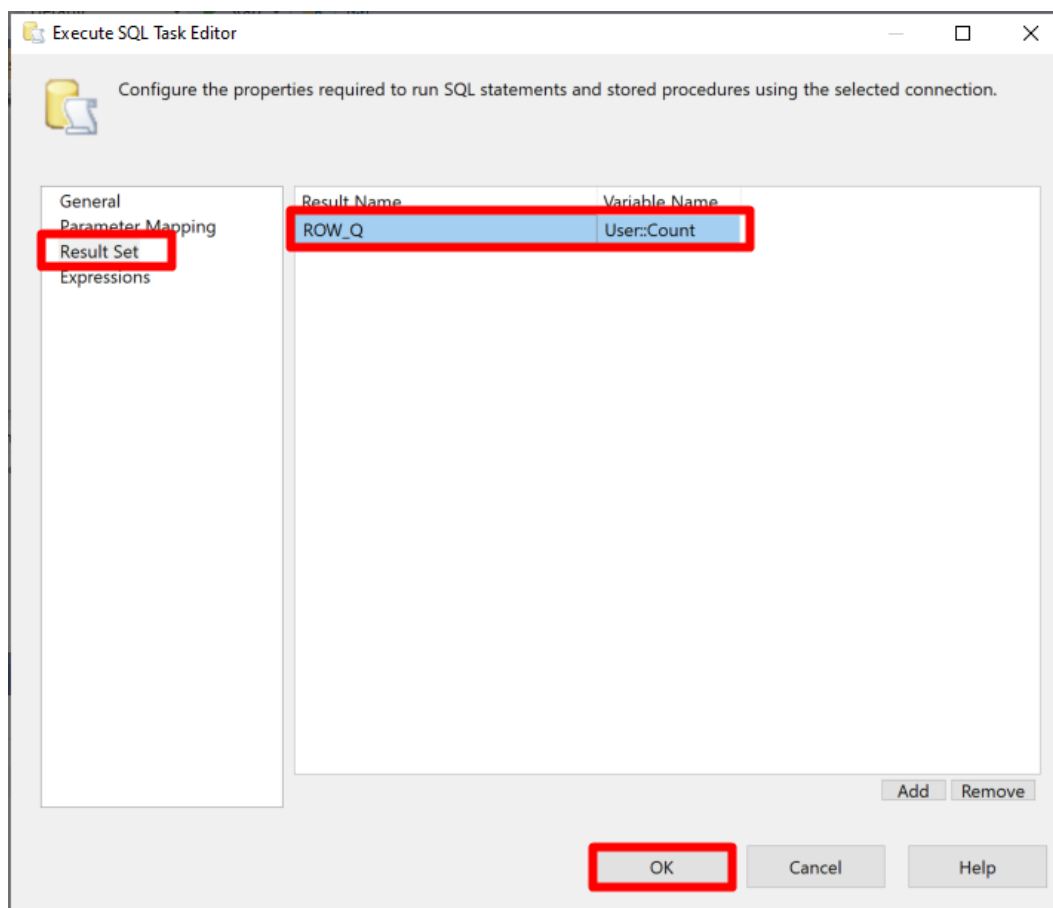 Execute SQL Task Editor
Configure the properties required to run SQL statements and stored procedures using the selected connection.
General
Parameter Mapping
Result Set
Expressions
Result Name Variable Name
ROW_Q User::Count
Add Remove
OK Cancel Help